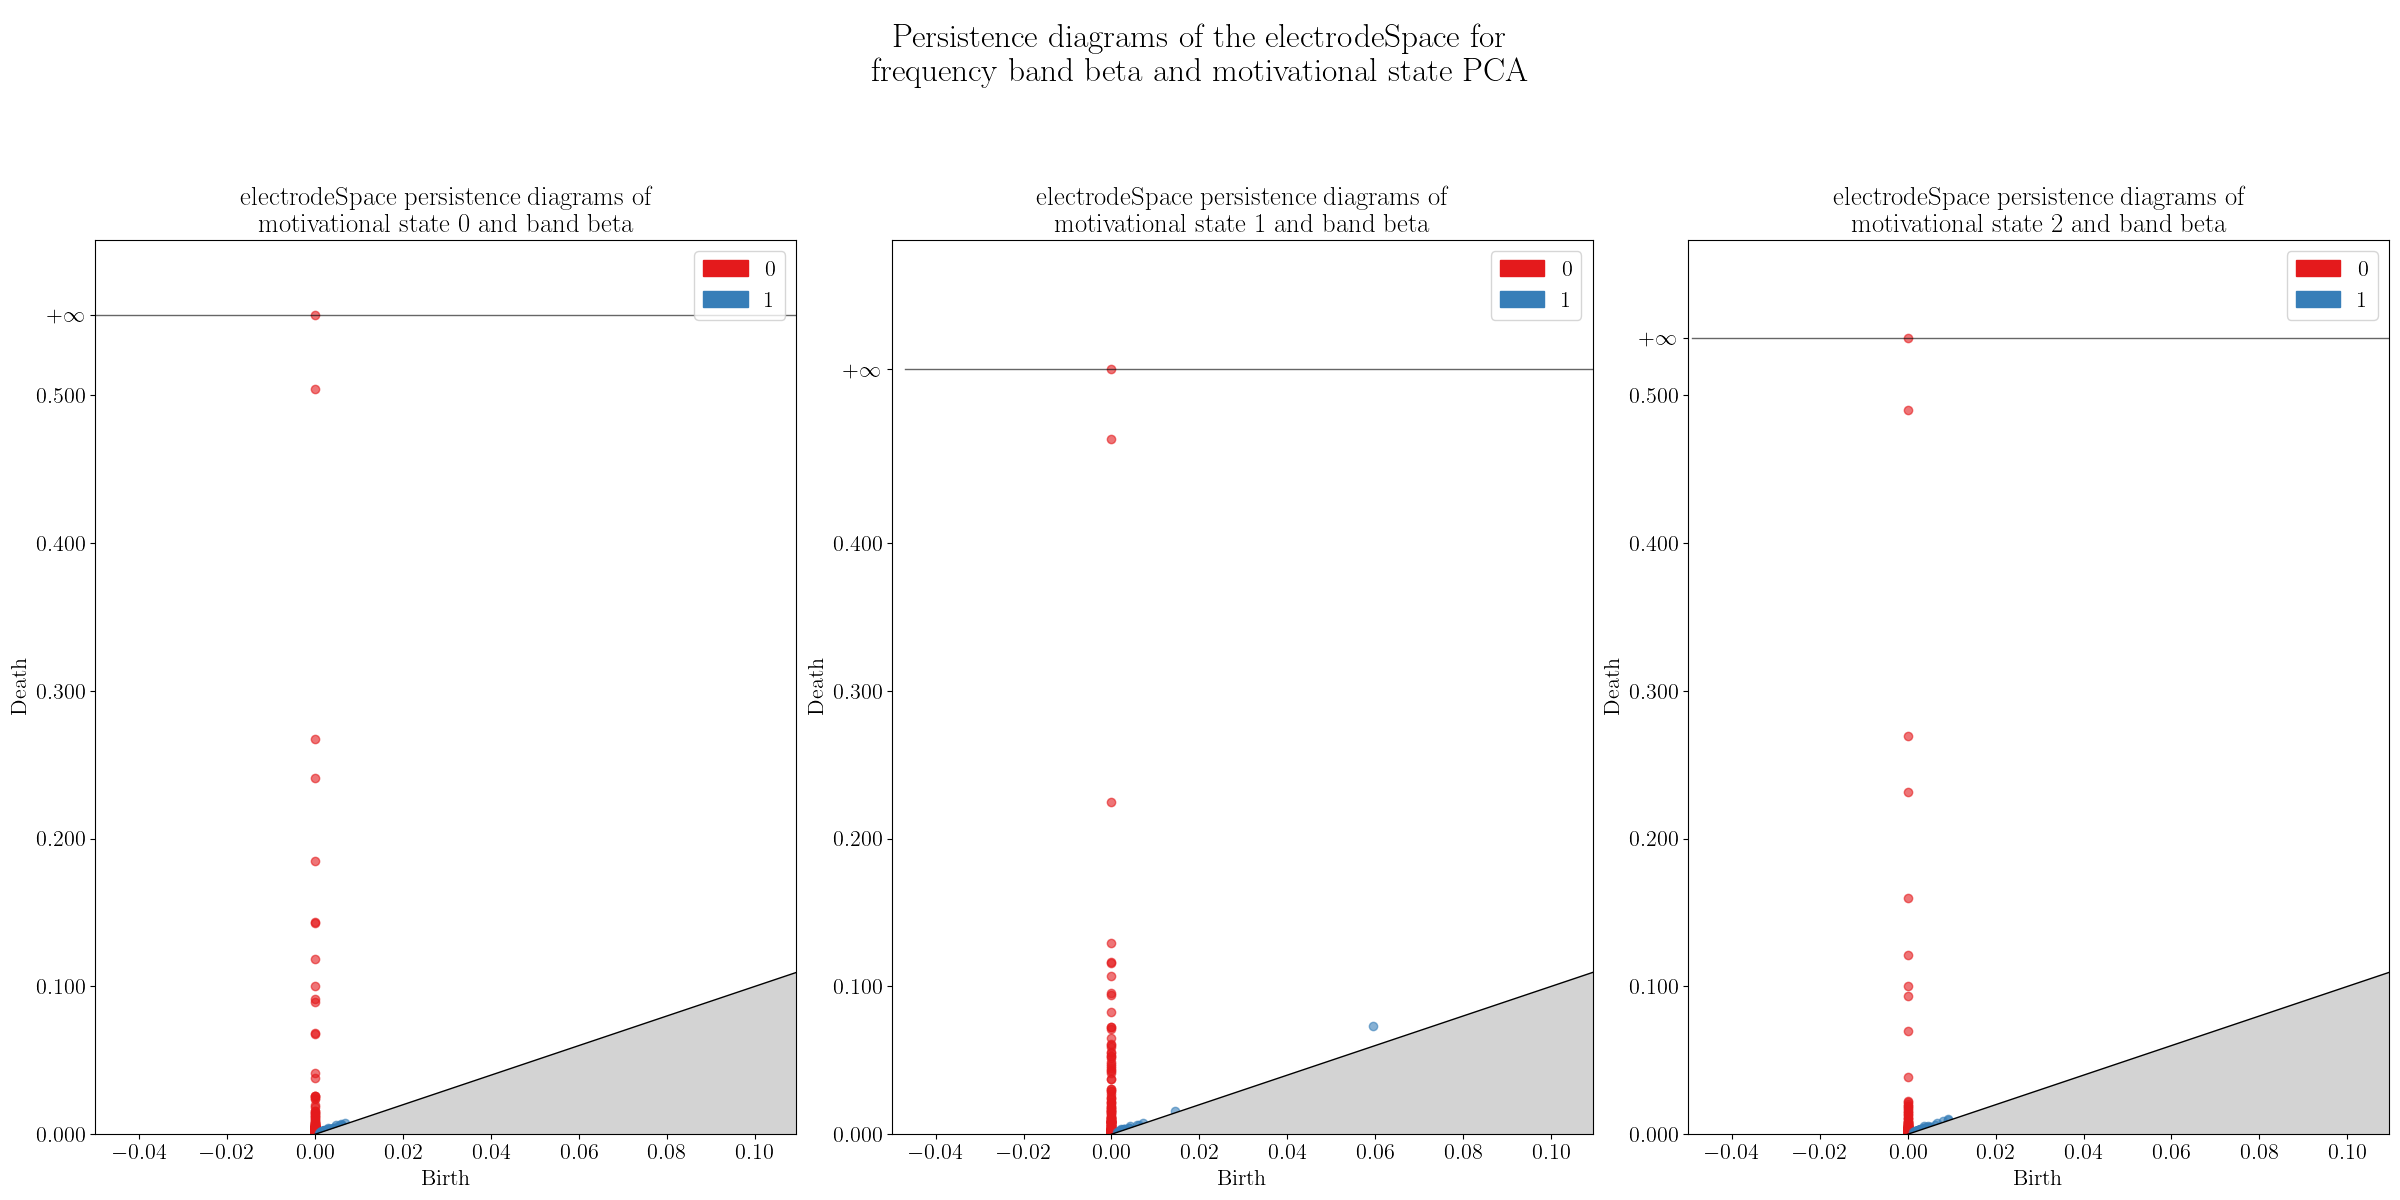 Persistence diagrams of the electrodeSpace for
frequency band beta and motivational state PCA
electrodeSpace persistence diagrams of
motivational state 0 and band beta
0
1
+∞
0.500
0.400
0.300
0.200
0.100
0.000
Death
−0.04 −0.02 0.00 0.02 0.04 0.06 0.08 0.10
Birth
electrodeSpace persistence diagrams of
motivational state 1 and band beta
0
1
+∞
0.400
0.300
0.200
0.100
0.000
Death
−0.04 −0.02 0.00 0.02 0.04 0.06 0.08 0.10
Birth
electrodeSpace persistence diagrams of
motivational state 2 and band beta
0
1
+∞
0.500
0.400
0.300
0.200
0.100
0.000
Death
−0.04 −0.02 0.00 0.02 0.04 0.06 0.08 0.10
Birth